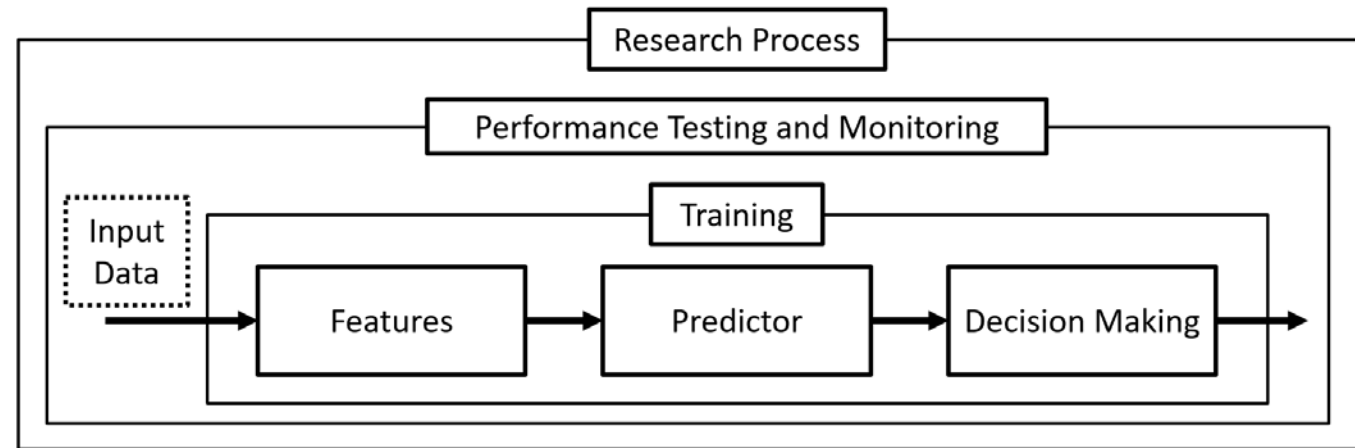 Research Process
Performance Testing and Monitoring
Training
Input
Data
Features
Predictor
Decision Making